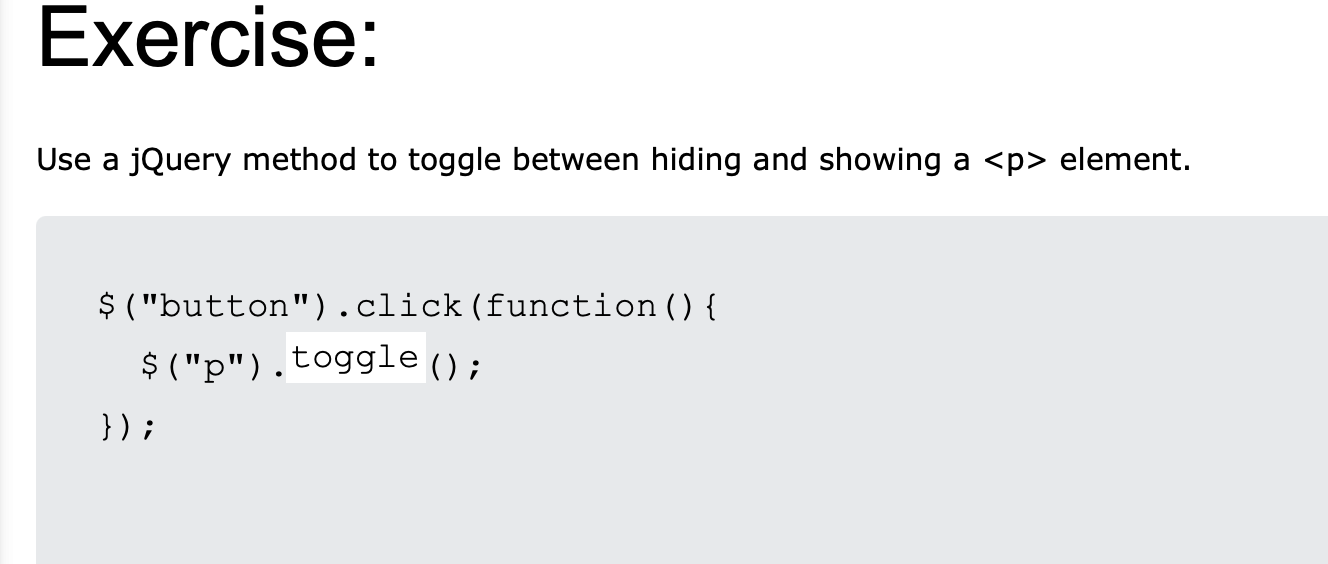 Exercise:
Use a jQuery method to toggle between hiding and showing a <p> element.
$("button").click(function(){
$("p").toggle();
});